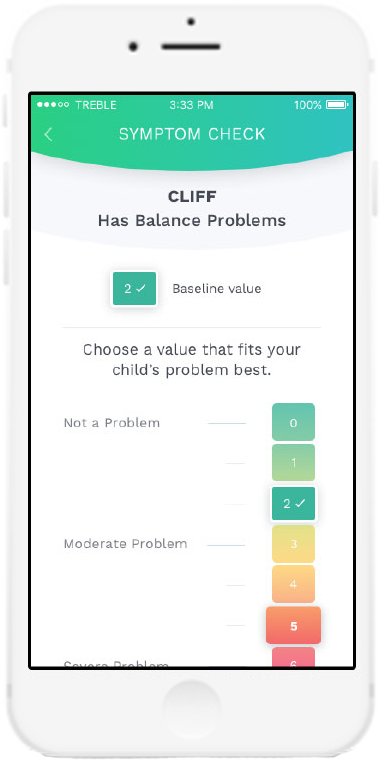 TREBLE 3:33 PM 100%
SYMPTOM CHECK
CLIFF
Has Balance Problems
2 ✓ Baseline value
Choose a value that fits your
child's problem best.
Not a Problem 0
1
2 ✓
Moderate Problem 3
4
5
Severe Problem 6